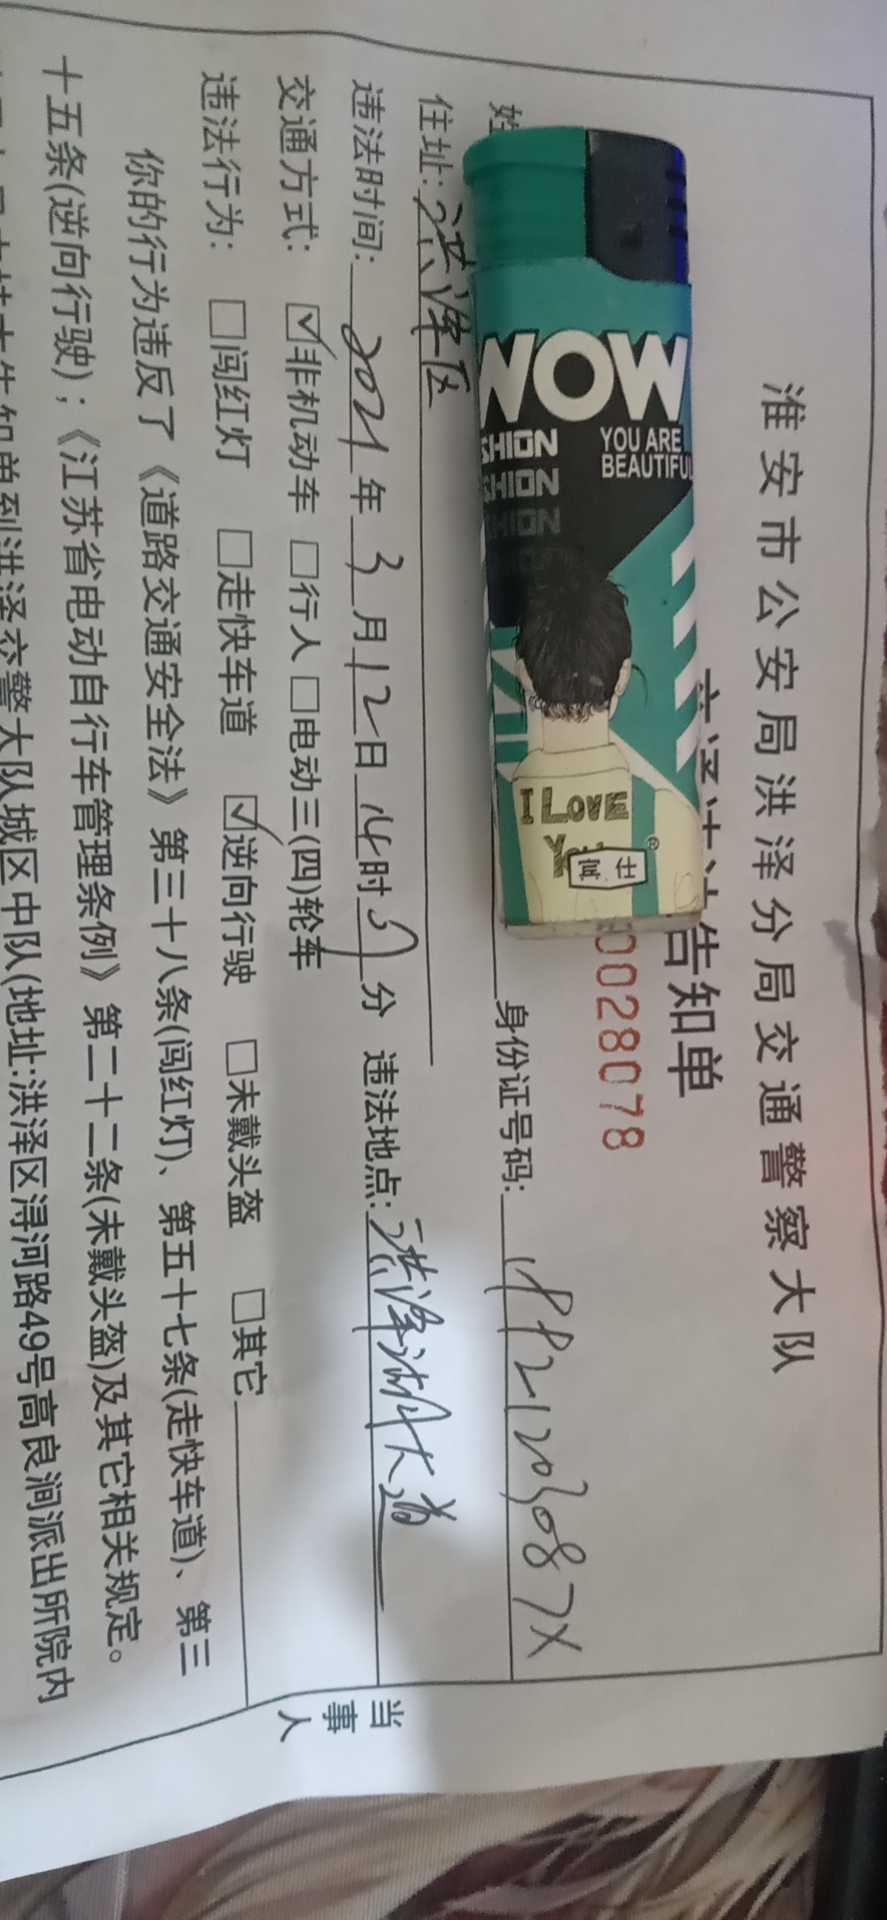 淮安市公安局洪泽分局交通警察大队
告知单
0028078
身份证号码:
住址:洪泽区
违法时间:2021年3月12日14时 分 违法地点:洪泽湖大道
交通方式: ☑非机动车 □行人 □电动三(四)轮车
违法行为: □闯红灯 □走快车道 ☑逆向行驶 □未戴头盔 □其它
你的行为违反了《道路交通安全法》第三十八条(闯红灯)、第五十七条(走快车道)、第三
十五条(逆向行驶);《江苏省电动自行车管理条例》第二十二条(未戴头盔)及其它相关规定。
告知单到洪泽交警大队城区中队(地址:洪泽区浔河路49号高良涧派出所院内
当事人
WOW
SHION
SHION
SHION
YOU ARE
BEAUTIFUL
I LOVE